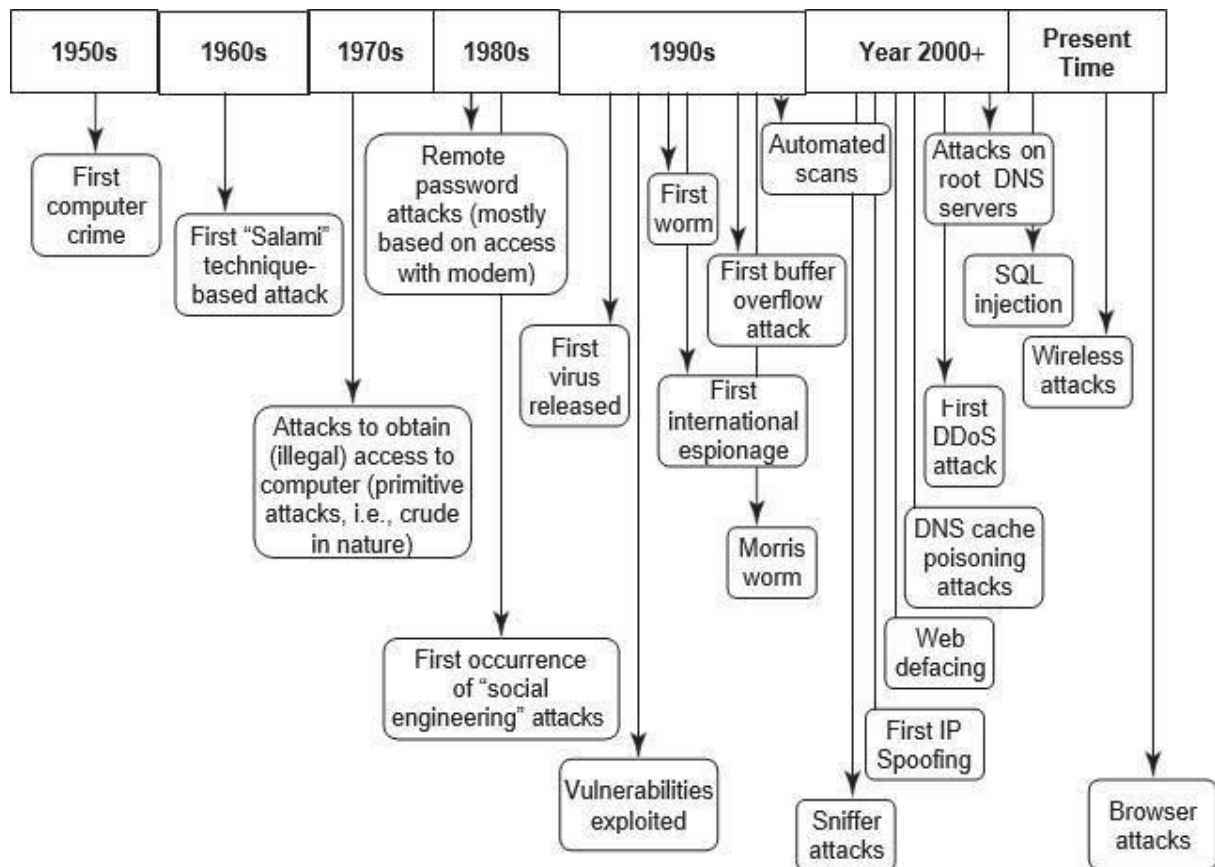 1950s
1960s
1970s
1980s
1990s
Year 2000+
Present
Time
First
computer
crime
First “Salami”
technique-
based attack
Attacks to obtain
(illegal) access to
computer (primitive
attacks, i.e., crude
in nature)
Remote
password
attacks (mostly
based on access
with modem)
First occurrence
of “social
engineering” attacks
First
virus
released
Vulnerabilities
exploited
First
worm
First
international
espionage
First buffer
overflow
attack
Morris
worm
Automated
scans
Sniffer
attacks
First IP
Spoofing
Web
defacing
DNS cache
poisoning
attacks
First
DDoS
attack
Attacks on
root DNS
servers
SQL
injection
Wireless
attacks
Browser
attacks